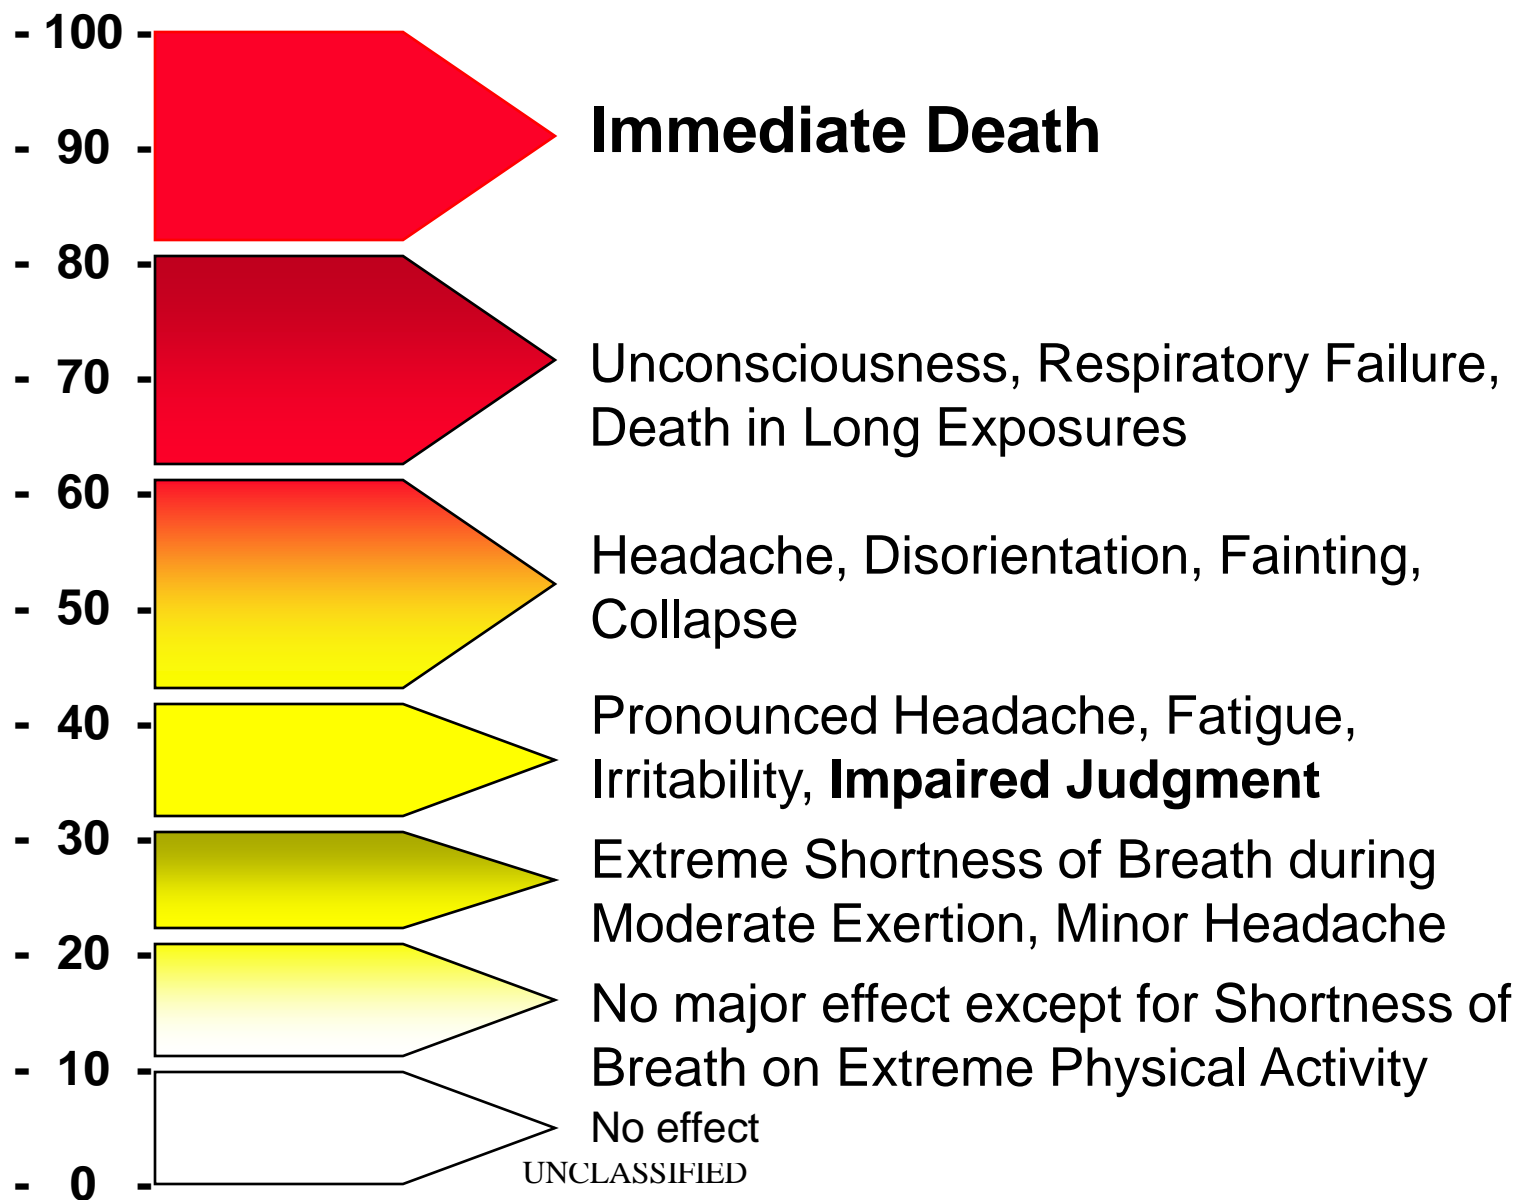 - 100 -
Immediate Death
- 90 -
- 80 -
Unconsciousness, Respiratory Failure,
- 70 -
Death in Long Exposures
- 60 -
Headache, Disorientation, Fainting,
- 50 -
Collapse
- 40 -
Pronounced Headache, Fatigue,
Irritability, Impaired Judgment
- 30 -
Extreme Shortness of Breath during
Moderate Exertion, Minor Headache
- 20 -
No major effect except for Shortness of
- 10 -
Breath on Extreme Physical Activity
No effect
UNCLASSIFIED
- 0 -